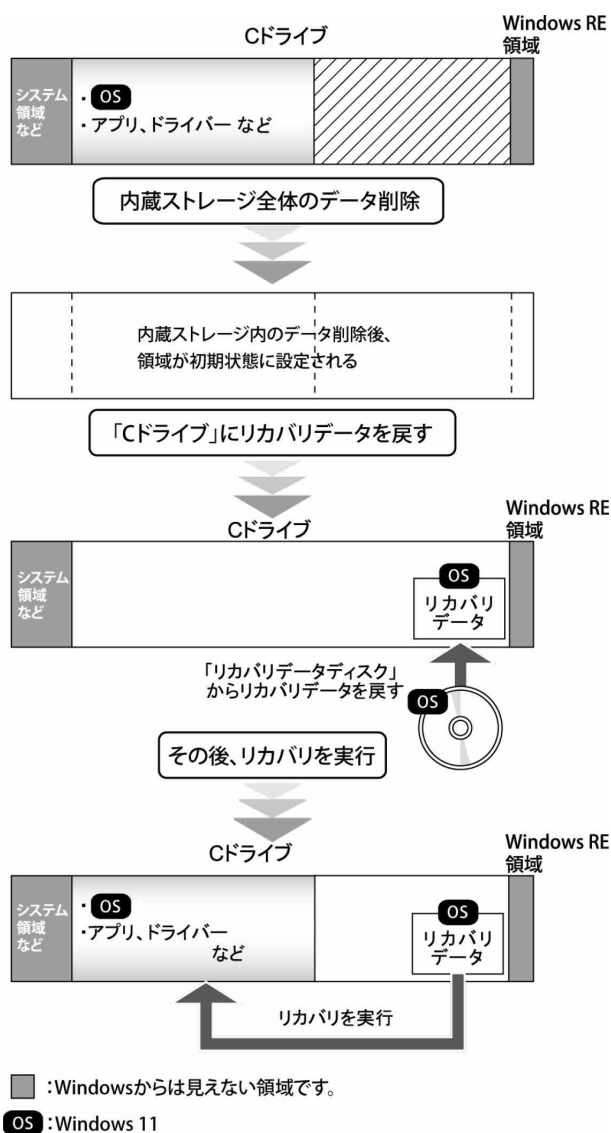 Cドライブ
Windows RE
領域
システム
領域
など
・OS
・アプリ、ドライバー など
内蔵ストレージ全体のデータ削除
内蔵ストレージ内のデータ削除後、
領域が初期状態に設定される
「Cドライブ」にリカバリデータを戻す
Cドライブ
Windows RE
領域
システム
領域
など
OS
リカバリ
データ
「リカバリデータディスク」
からリカバリデータを戻す
OS
その後、リカバリを実行
Cドライブ
Windows RE
領域
システム
領域
など
・OS
・アプリ、ドライバー
など
OS
リカバリ
データ
リカバリを実行
:Windowsからは見えない領域です。
OS:Windows 11